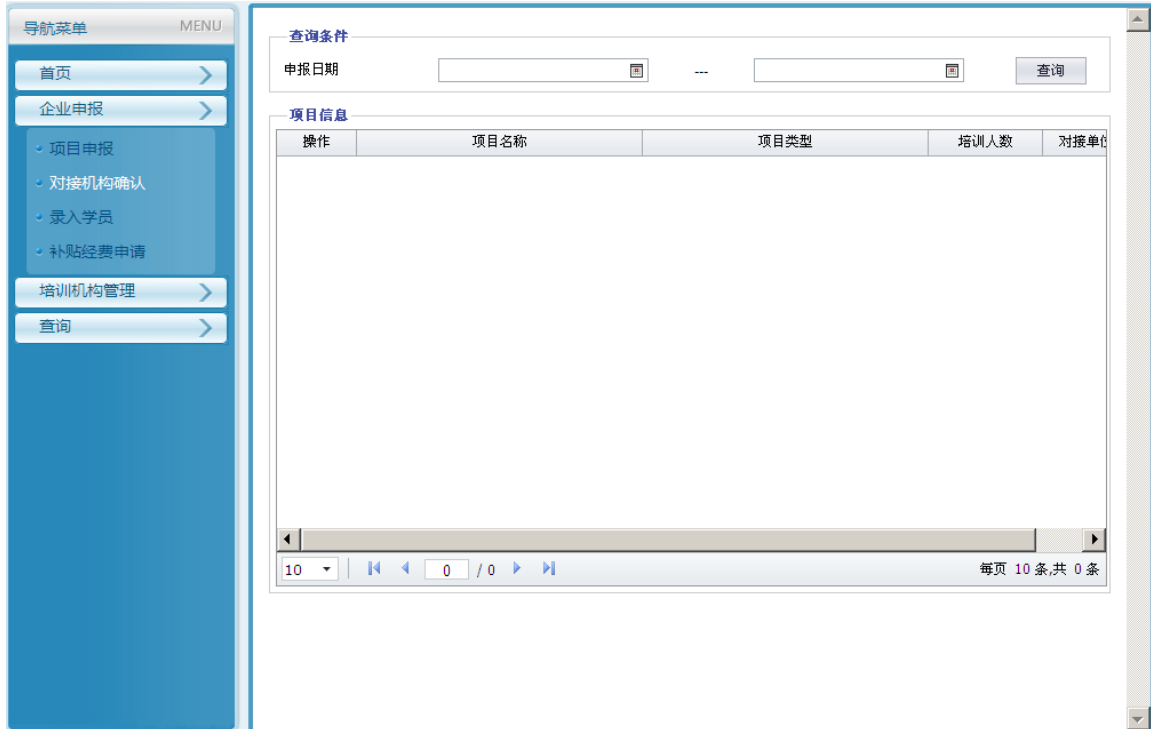 导航菜单 MENU
首页
企业申报
项目申报
对接机构确认
录入学员
补贴经费申请
培训机构管理
查询
查询条件
申报日期 --- 查询
项目信息
操作 项目名称 项目类型 培训人数 对接单位
10 0 / 0 每页 10 条,共 0 条